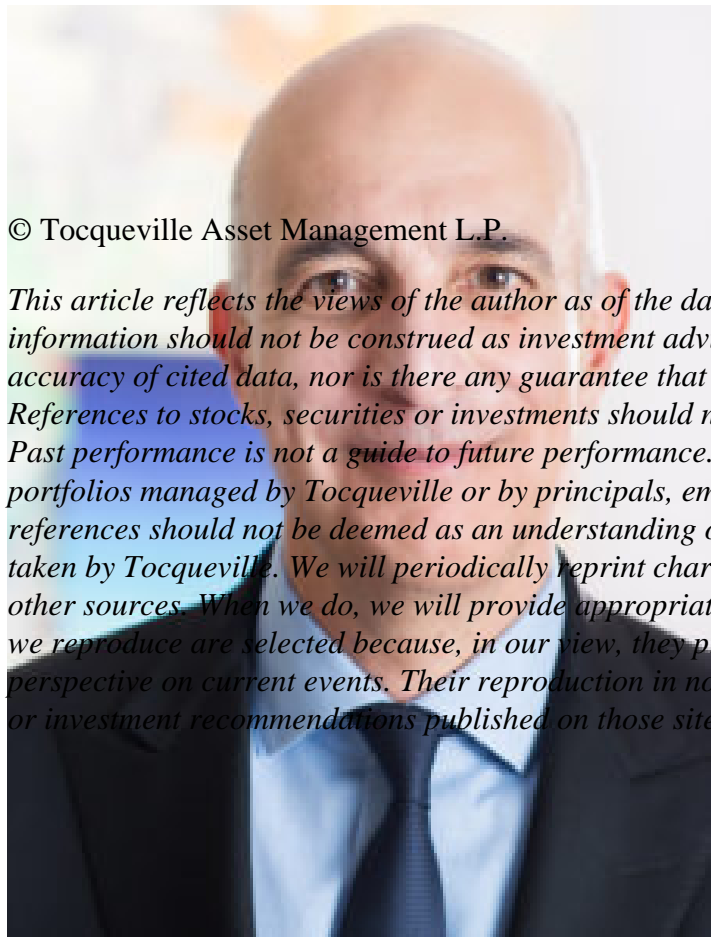 © Tocqueville Asset Management L.P.
This article reflects the views of the author as of the da
information should not be construed as investment adv
accuracy of cited data, nor is there any guarantee that
References to stocks, securities or investments should n
Past performance is not a guide to future performance.
portfolios managed by Tocqueville or by principals, em
references should not be deemed as an understanding o
taken by Tocqueville. We will periodically reprint char
other sources. When we do, we will provide appropriat
we reproduce are selected because, in our view, they p
perspective on current events. Their reproduction in no
or investment recommendations published on those site